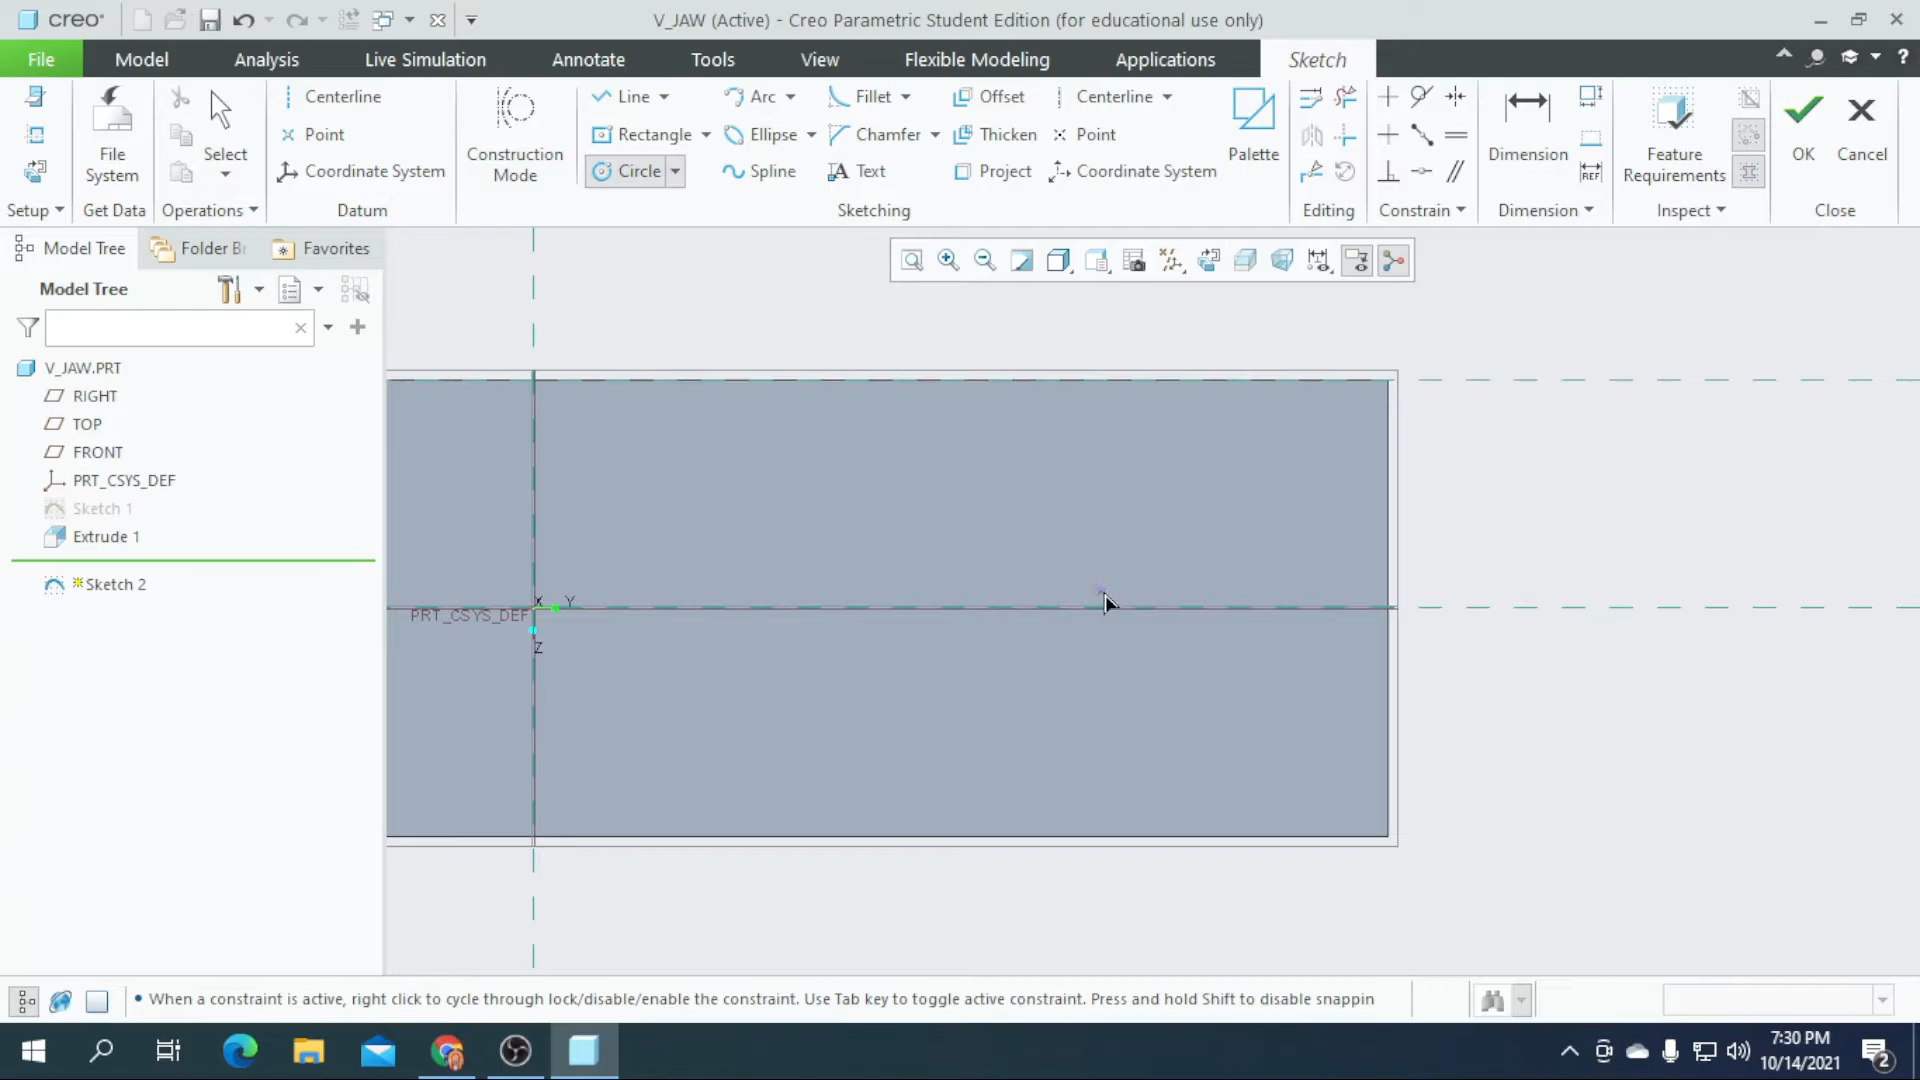 creo
V_JAW (Active) - Creo Parametric Student Edition (for educational use only)
File Model Analysis Live Simulation Annotate Tools View Flexible Modeling Applications Sketch
Centerline Line Arc Fillet Offset Centerline
Point Rectangle Ellipse Chamfer Thicken Point
Coordinate System Circle Spline Text Project Coordinate System
File System
Select
Construction Mode
Palette
Dimension
REF
Feature Requirements
OK
Cancel
Setup Get Data Operations Datum Sketching Editing Constrain Dimension Inspect Close
Model Tree Folder Br Favorites
Model Tree
V_JAW.PRT
RIGHT
TOP
FRONT
PRT_CSYS_DEF
Sketch 1
Extrude 1
Sketch 2
X Y
PRT_CSYS_DEF
Z
When a constraint is active, right click to cycle through lock/disable/enable the constraint. Use Tab key to toggle active constraint. Press and hold Shift to disable snappin
7:30 PM
10/14/2021
2